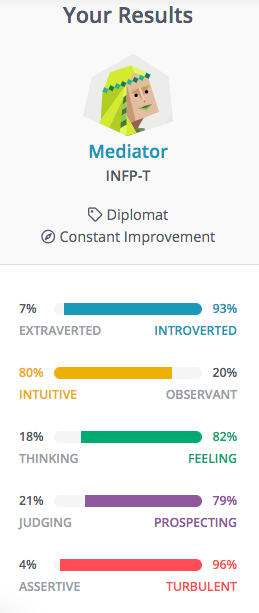 Your Results
Mediator
INFP-T
Diplomat
Constant Improvement
7% 93%
EXTRAVERTED INTROVERTED
80% 20%
INTUITIVE OBSERVANT
18% 82%
THINKING FEELING
21% 79%
JUDGING PROSPECTING
4% 96%
ASSERTIVE TURBULENT